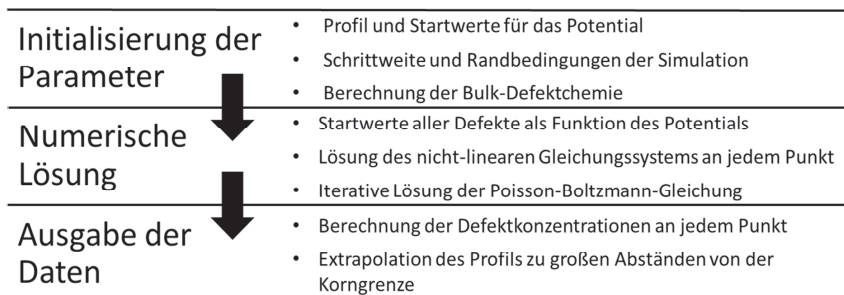 Initialisierung der
Parameter
• Profil und Startwerte für das Potential
• Schrittweite und Randbedingungen der Simulation
• Berechnung der Bulk-Defektchemie
Numerische
Lösung
• Startwerte aller Defekte als Funktion des Potentials
• Lösung des nicht-linearen Gleichungssystems an jedem Punkt
• Iterative Lösung der Poisson-Boltzmann-Gleichung
Ausgabe der
Daten
• Berechnung der Defektkonzentrationen an jedem Punkt
• Extrapolation des Profils zu großen Abständen von der
Korngrenze